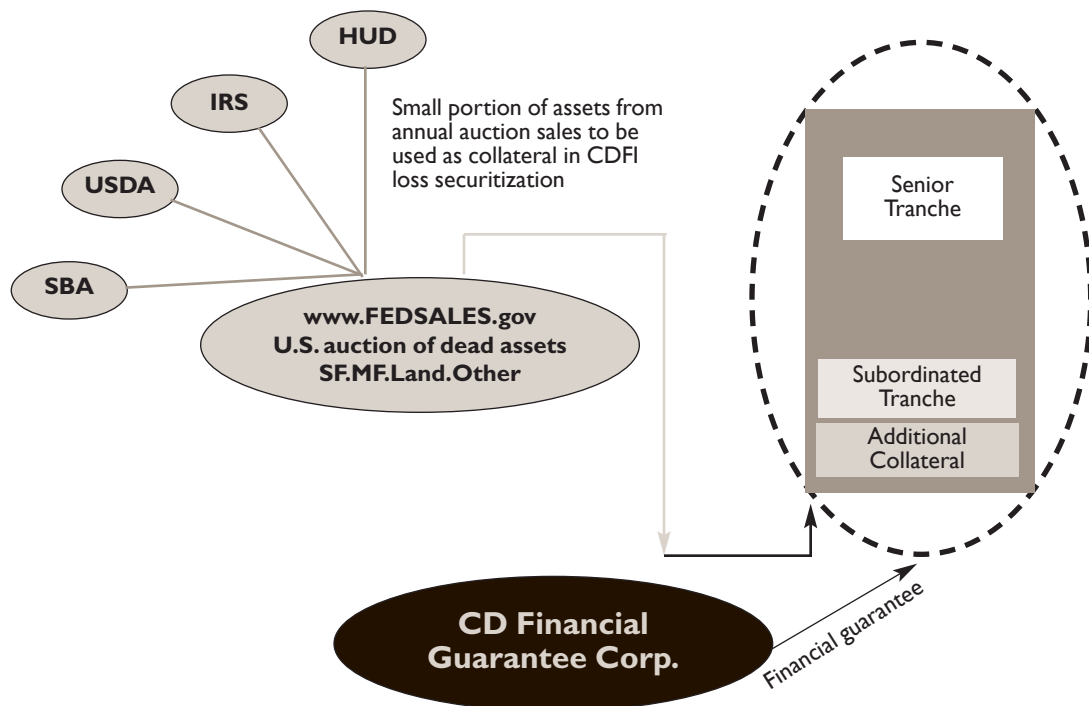 HUD
IRS
USDA
SBA
Small portion of assets from
annual auction sales to be
used as collateral in CDFI
loss securitization
www.FEDSALES.gov
U.S. auction of dead assets
SF.MF.Land.Other
Senior
Tranche
Subordinated
Tranche
Additional
Collateral
CD Financial
Guarantee Corp.
Financial guarantee